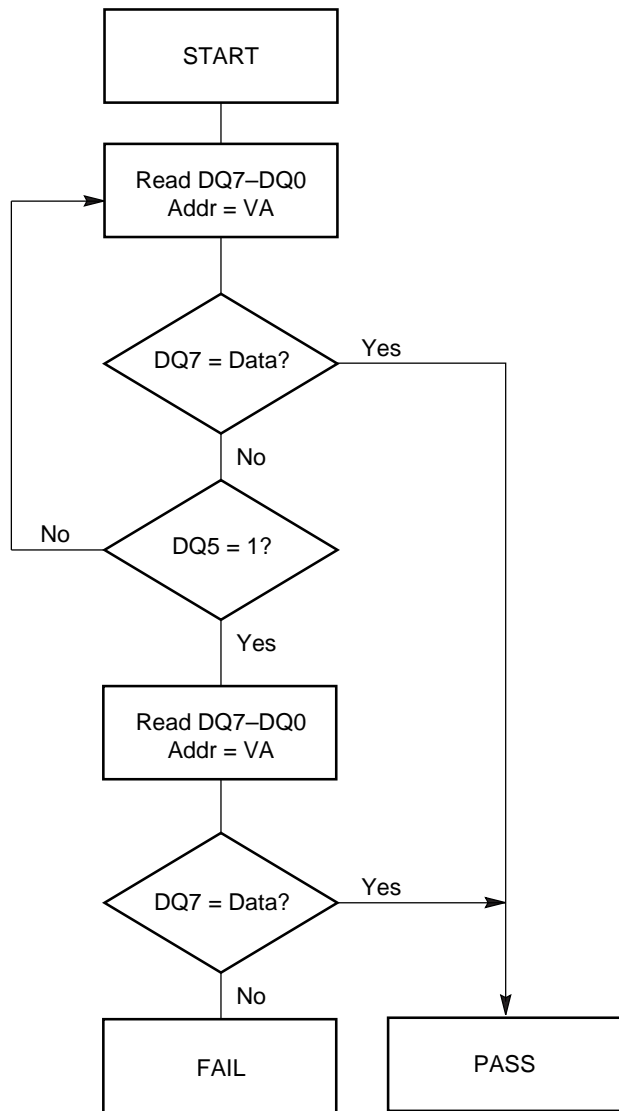 START
Read DQ7–DQ0
Addr = VA
DQ7 = Data?
Yes
No
No
DQ5 = 1?
Yes
Read DQ7–DQ0
Addr = VA
DQ7 = Data?
Yes
No
FAIL
PASS